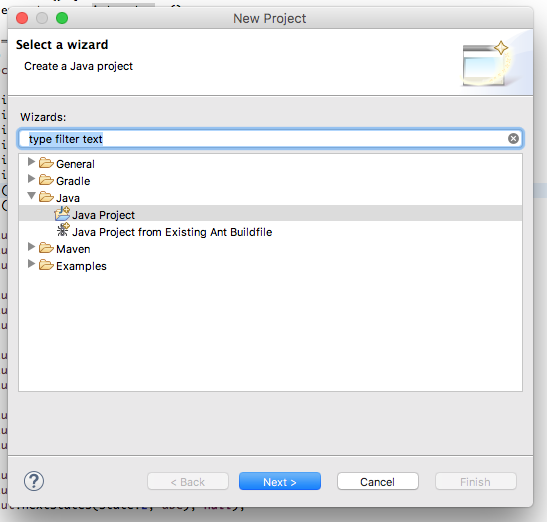 New Project
Select a wizard
Create a Java project
Wizards:
type filter text
General
Gradle
Java
Java Project
Java Project from Existing Ant Buildfile
Maven
Examples
?
< Back
Next >
Cancel
Finish